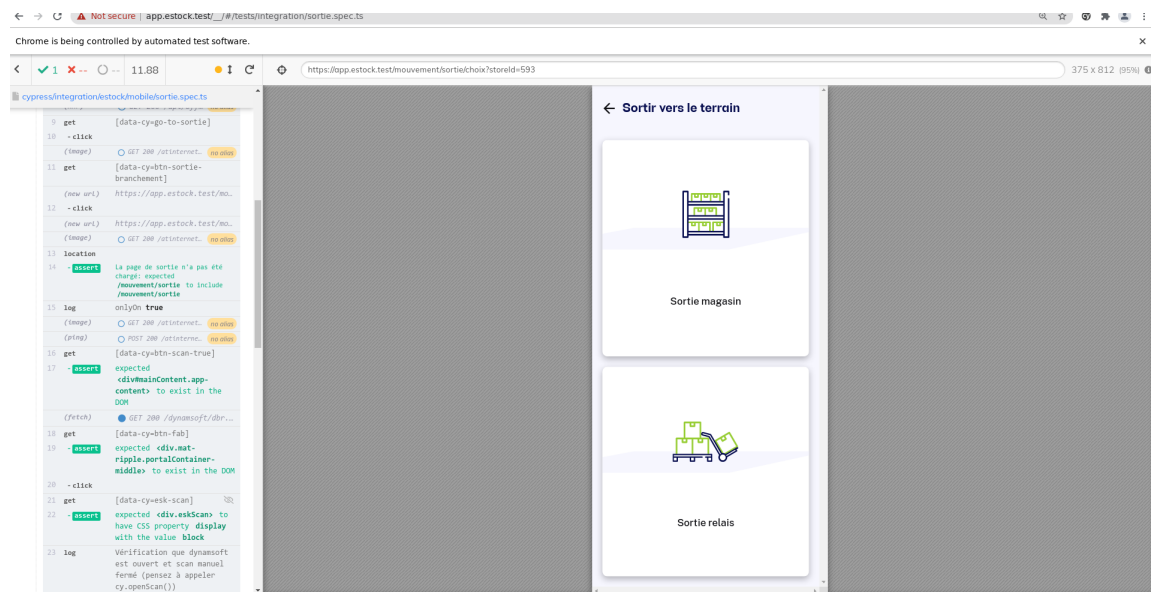 Not secure | app.estock.test/__/#/tests/integration/sortie.spec.ts
Chrome is being controlled by automated test software.
1 -- -- 11.88
https://app.estock.test/mouvement/sortie/choix?storeId=593
375 x 812 (95%)
cypress/integration/estock/mobile/sortie.spec.ts
9 get [data-cy=go-to-sortie]
10 - click
(image) GET 200 /atinternet… no alias
11 get [data-cy=btn-sortie-
branchement]
(new url) https://app.estock.test/mo…
12 - click
(new url) https://app.estock.test/mo…
(image) GET 200 /atinternet… no alias
13 location
14 - assert La page de sortie n'a pas été
chargé: expected
/mouvement/sortie to include
/mouvement/sortie
15 log onlyOn true
(image) GET 200 /atinternet… no alias
(ping) POST 200 /atinterne… no alias
16 get [data-cy=btn-scan-true]
17 - assert expected
<div#mainContent.app-
content> to exist in the
DOM
(fetch) GET 200 /dynamsoft/dbr...
18 get [data-cy=btn-fab]
19 - assert expected <div.mat-
ripple.portalContainer-
middle> to exist in the DOM
20 - click
21 get [data-cy=esk-scan]
22 - assert expected <div.eskScan> to
have CSS property display
with the value block
23 log Vérification que dynamsoft
est ouvert et scan manuel
fermé (pensez à appeler
cy.openScan())
Sortir vers le terrain
Sortie magasin
Sortie relais